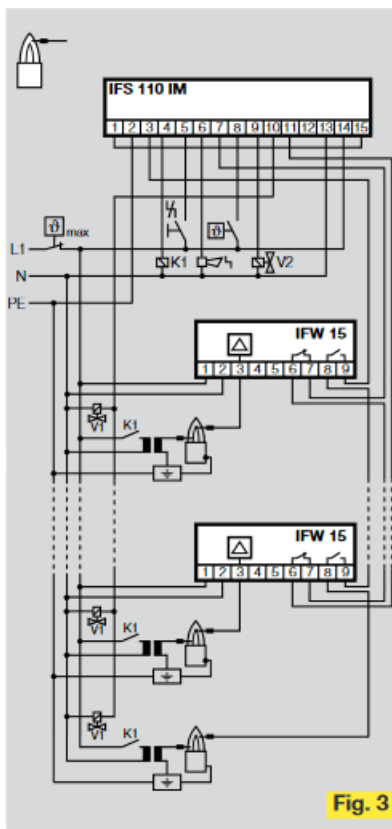 IFS 110 IM
1 2 3 4 5 6 7 8 9 10 11 12 13 14 15
ϑ max
L1
ϑ
N
K1
V2
PE
IFW 15
1 2 3 4 5 6 7 8 9
V1
K1
IFW 15
1 2 3 4 5 6 7 8 9
V1
K1
V1
K1
Fig. 3